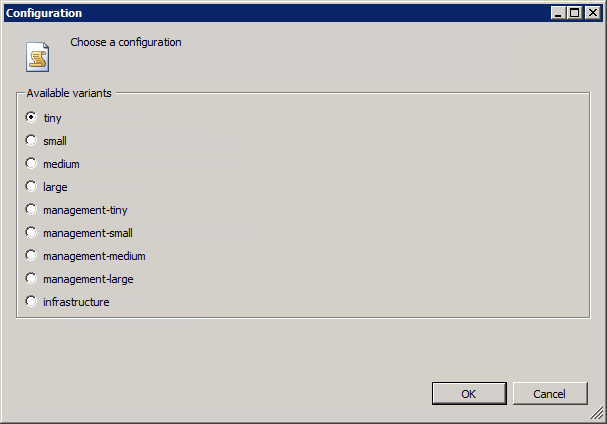 Configuration
Choose a configuration
Available variants
tiny
small
medium
large
management-tiny
management-small
management-medium
management-large
infrastructure
OK
Cancel